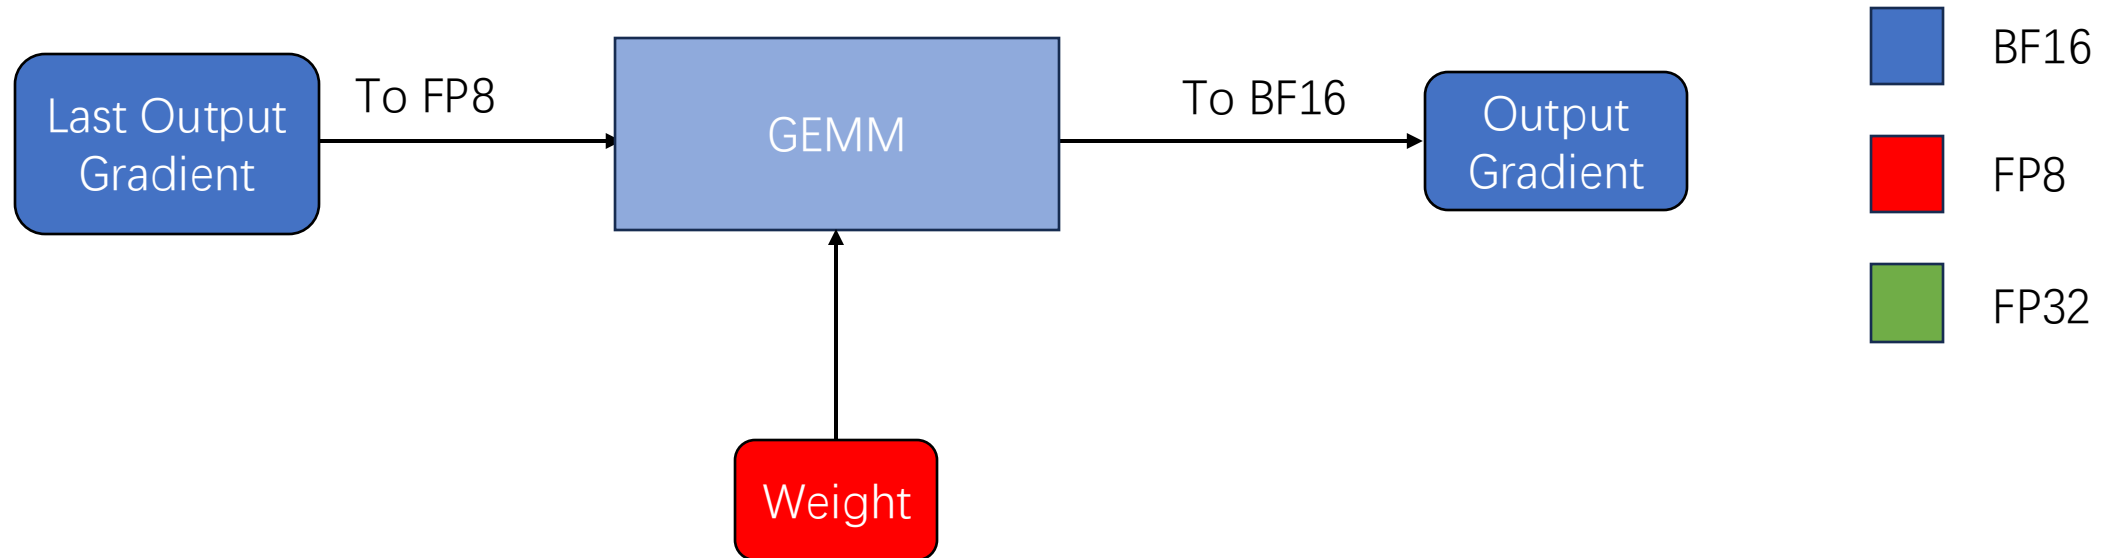 Last Output
Gradient
To FP8
GEMM
To BF16
Output
Gradient
Weight
BF16
FP8
FP32